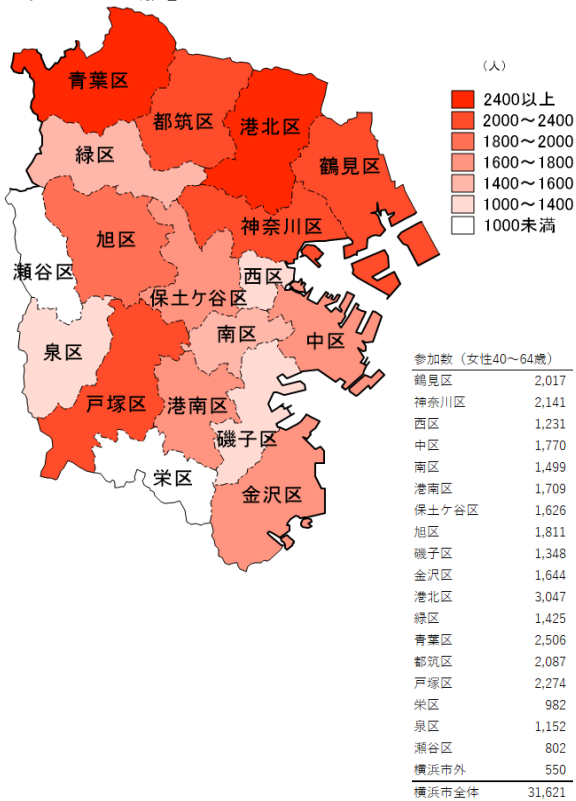 青葉区
都筑区
港北区
緑区
鶴見区
神奈川区
旭区
瀬谷区
西区
保土ケ谷区
泉区
南区
中区
戸塚区
港南区
磯子区
栄区
金沢区
（人）
2400以上
2000～2400
1800～2000
1600～1800
1400～1600
1000～1400
1000未満
参加数（女性40～64歳）
鶴見区 2,017
神奈川区 2,141
西区 1,231
中区 1,770
南区 1,499
港南区 1,709
保土ケ谷区 1,626
旭区 1,811
磯子区 1,348
金沢区 1,644
港北区 3,047
緑区 1,425
青葉区 2,506
都筑区 2,087
戸塚区 2,274
栄区 982
泉区 1,152
瀬谷区 802
横浜市外 550
横浜市全体 31,621